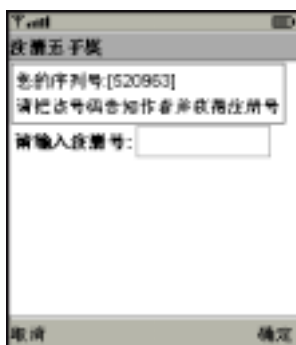 注册五子棋
您的序列号:[520963]
请把该号码告知作者并获得注册号
请输入注册号:
取消
确定